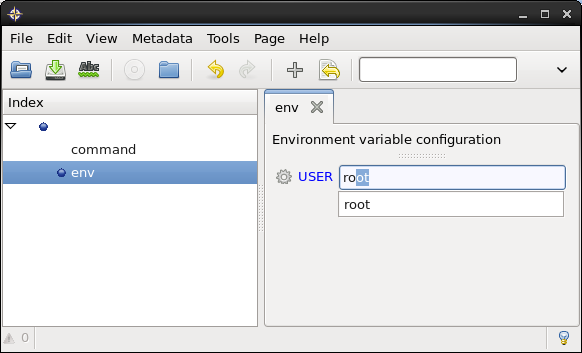 File Edit View Metadata Tools Page Help
Abc
Index
command
env
env
Environment variable configuration
USER root
root
0